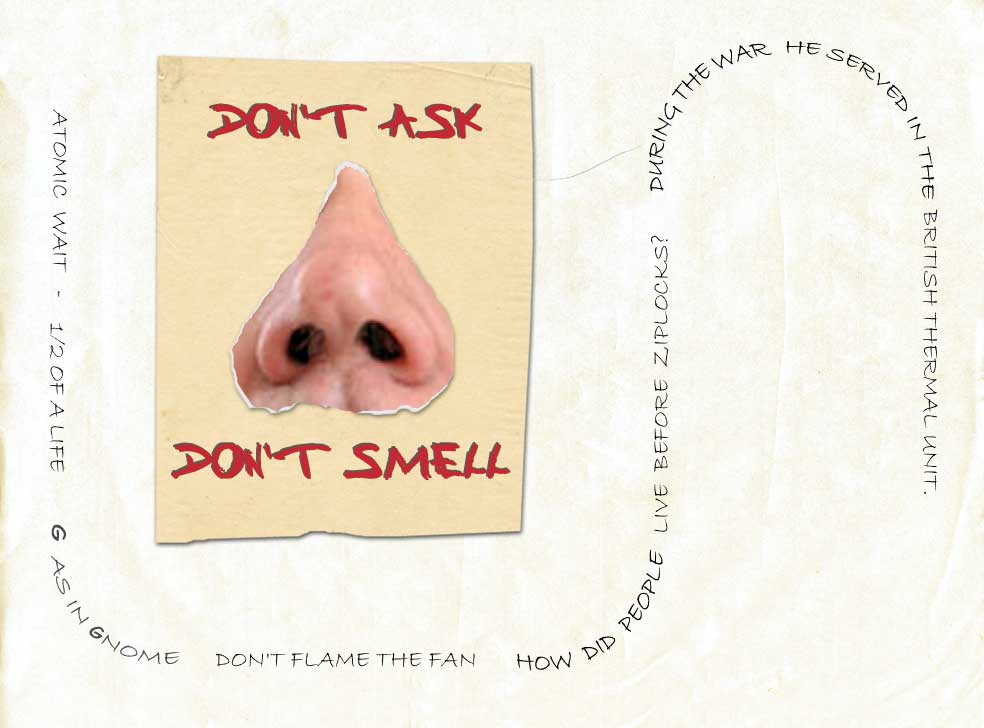 DON'T ASK
DON'T SMELL
ATOMIC WAIT - 1/2 OF A LIFE
G AS IN GNOME
DON'T FLAME THE FAN
HOW DID PEOPLE LIVE BEFORE ZIPLOCKS?
DURING THE WAR HE SERVED IN THE BRITISH THERMAL UNIT.